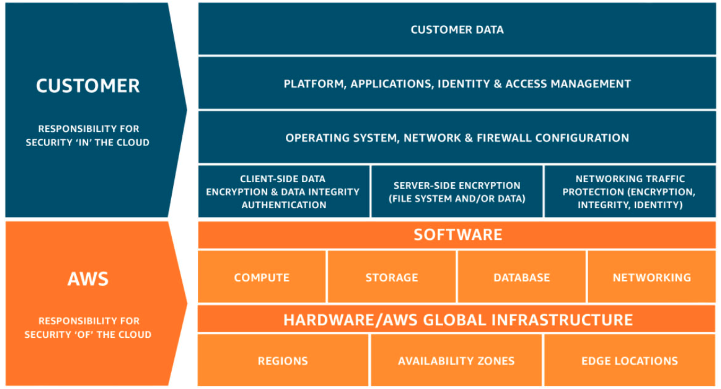 CUSTOMER
RESPONSIBILITY FOR
SECURITY ‘IN’ THE CLOUD
CUSTOMER DATA
PLATFORM, APPLICATIONS, IDENTITY & ACCESS MANAGEMENT
OPERATING SYSTEM, NETWORK & FIREWALL CONFIGURATION
CLIENT-SIDE DATA
ENCRYPTION & DATA INTEGRITY
AUTHENTICATION
SERVER-SIDE ENCRYPTION
(FILE SYSTEM AND/OR DATA)
NETWORKING TRAFFIC
PROTECTION (ENCRYPTION,
INTEGRITY, IDENTITY)
AWS
RESPONSIBILITY FOR
SECURITY ‘OF’ THE CLOUD
SOFTWARE
COMPUTE
STORAGE
DATABASE
NETWORKING
HARDWARE/AWS GLOBAL INFRASTRUCTURE
REGIONS
AVAILABILITY ZONES
EDGE LOCATIONS